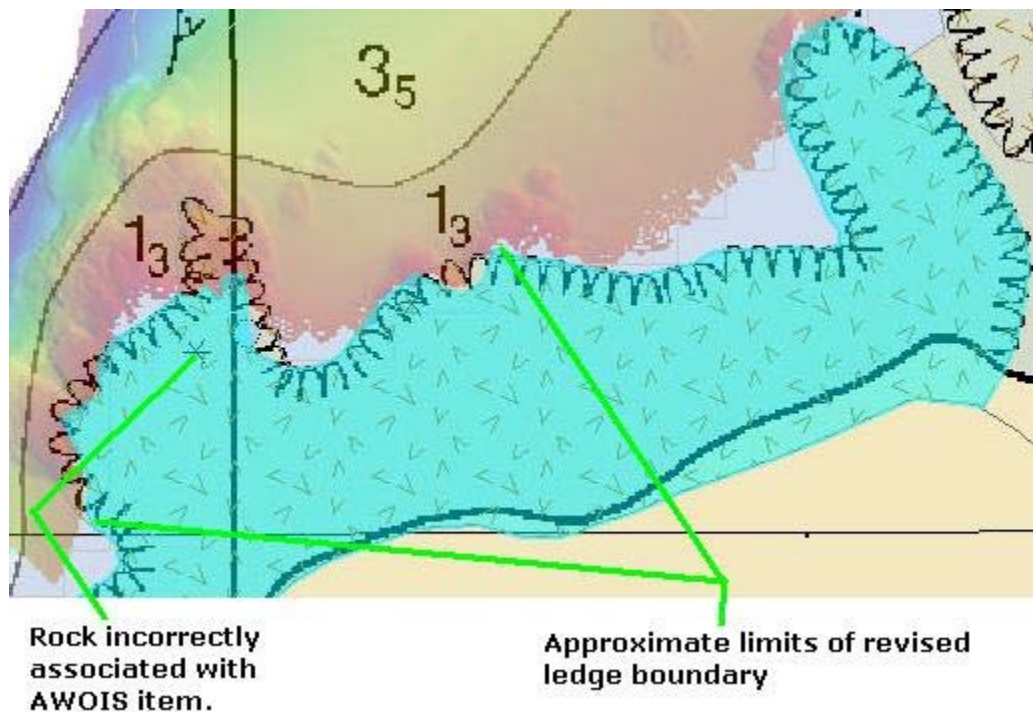 3₅
1₃
1₃
Rock incorrectly
associated with
AWOIS item.
Approximate limits of revised
ledge boundary